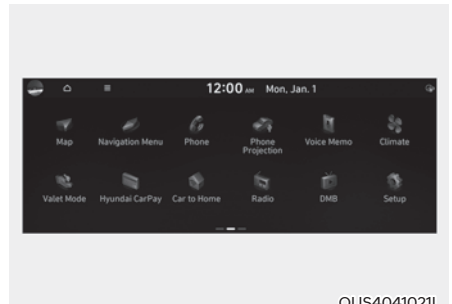 12:00 AM Mon, Jan. 1
Map Navigation Menu Phone Phone Projection Voice Memo Climate
Valet Mode Hyundai CarPay Car to Home Radio DMB Setup
OUS4041021L